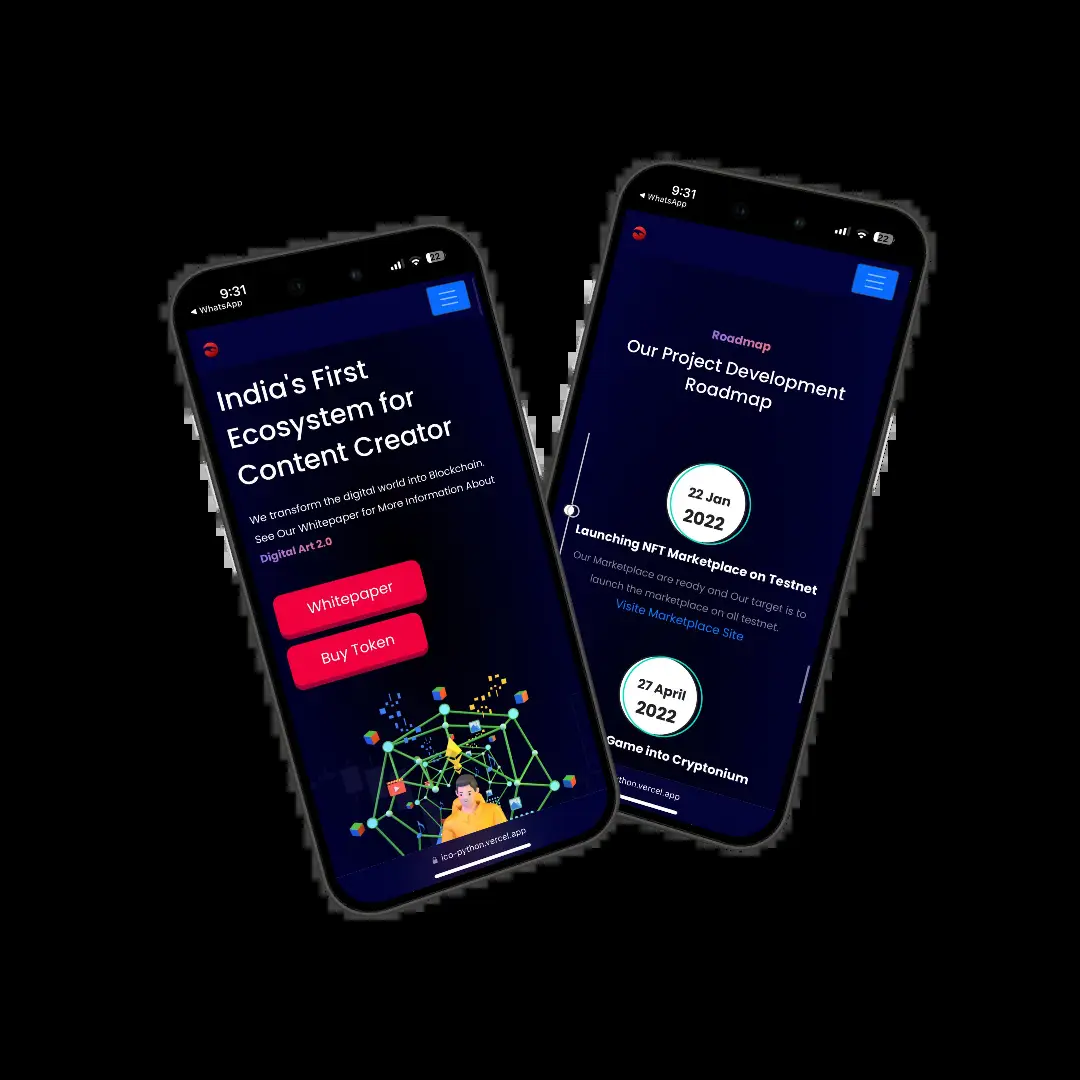 9:31
◀ WhatsApp
22
India's First
Ecosystem for
Content Creator
We transform the digital world into Blockchain.
See Our Whitepaper for More Information About
Digital Art 2.0
Whitepaper
Buy Token
ico-python.vercel.app
9:31
◀ WhatsApp
22
Roadmap
Our Project Development
Roadmap
22 Jan
2022
Launching NFT Marketplace on Testnet
Our Marketplace are ready and Our target is to
launch the marketplace on all testnet.
Visite Marketplace Site
27 April
2022
Game into Cryptonium
thon.vercel.app